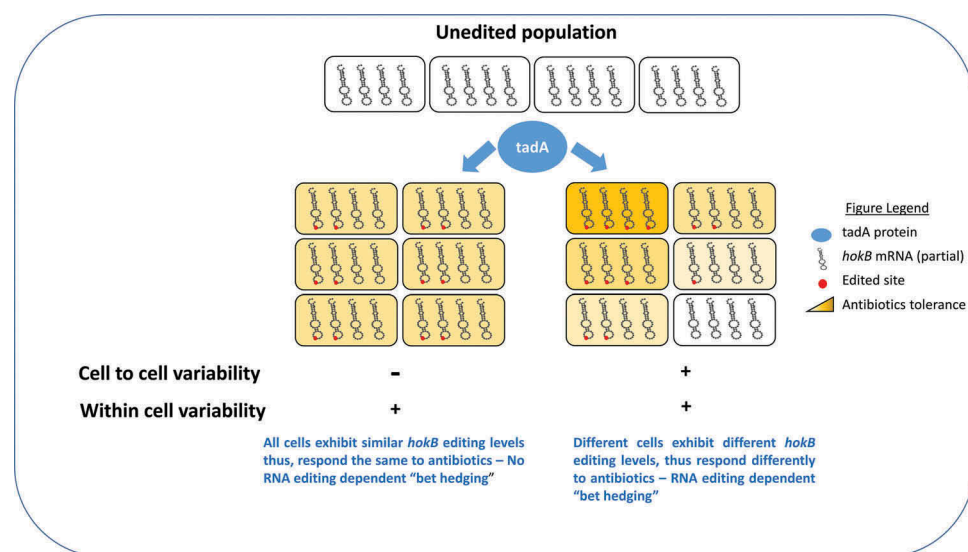 Unedited population
tadA
Figure Legend
tadA protein
hokB mRNA (partial)
Edited site
Antibiotics tolerance
Cell to cell variability - +
Within cell variability + +
All cells exhibit similar hokB editing levels
thus, respond the same to antibiotics – No
RNA editing dependent “bet hedging”
Different cells exhibit different hokB
editing levels, thus respond differently
to antibiotics – RNA editing dependent
“bet hedging”